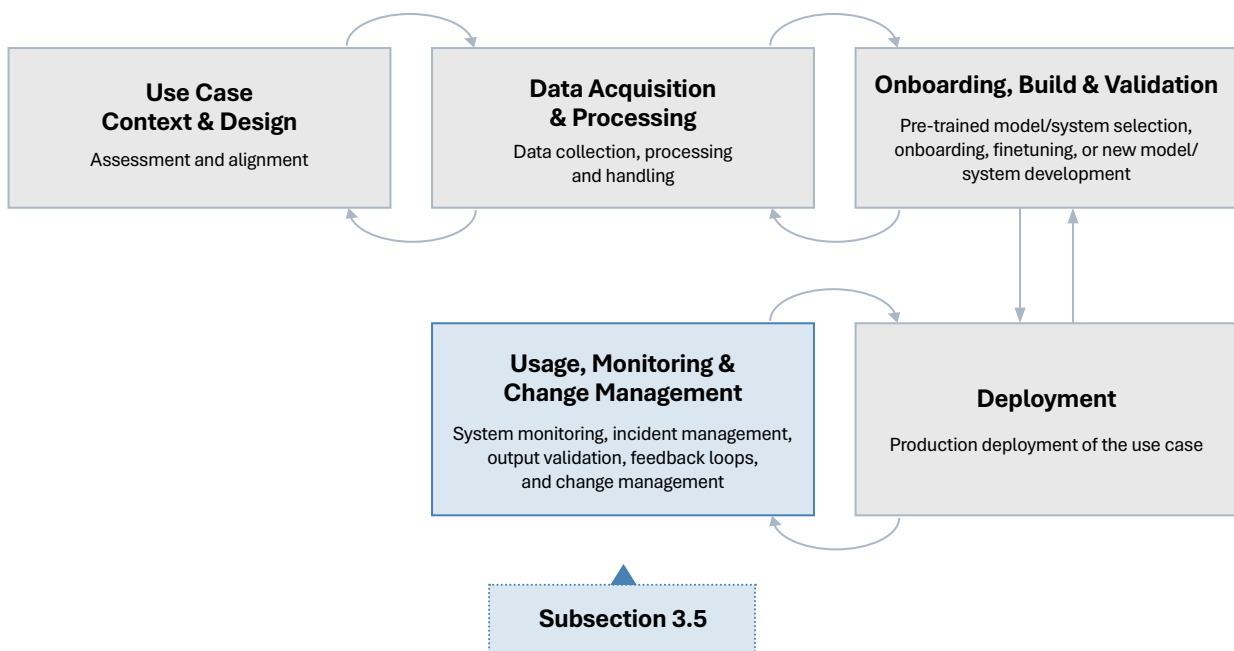 Use Case
Context & Design
Assessment and alignment
Data Acquisition
& Processing
Data collection, processing
and handling
Onboarding, Build & Validation
Pre-trained model/system selection,
onboarding, finetuning, or new model/
system development
Usage, Monitoring &
Change Management
System monitoring, incident management,
output validation, feedback loops,
and change management
Deployment
Production deployment of the use case
Subsection 3.5